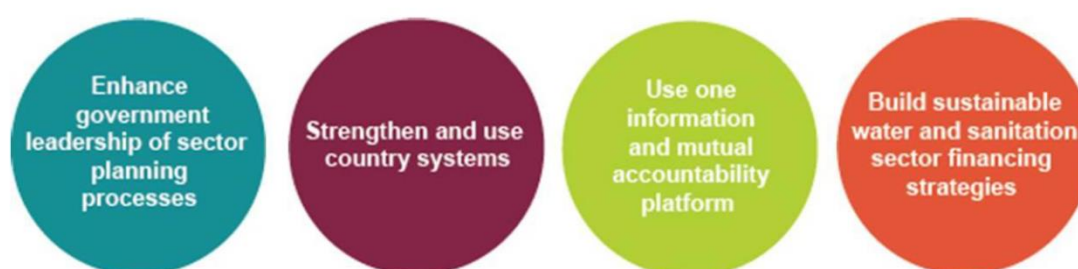 Enhance
government
leadership of sector
planning
processes
Strengthen and use
country systems
Use one
information
and mutual
accountability
platform
Build sustainable
water and sanitation
sector financing
strategies